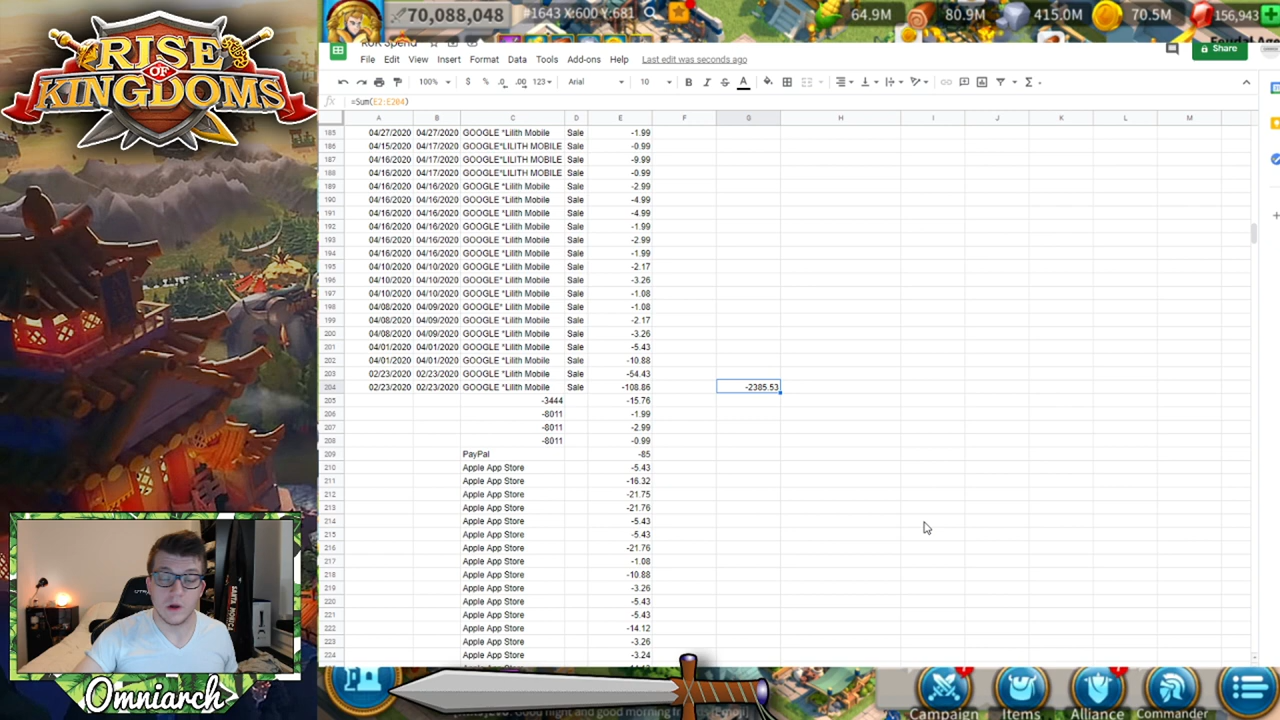 RISE
OF
KINGDOMS
70,088,048
#1643 X:600 Y:681
64.9M
80.9M
415.0M
70.5M
156,943
ROK Spend
File Edit View Insert Format Data Tools Add-ons Help Last edit was seconds ago
Share
100% $ % .0 .00 123 Arial 10 B I S A
fx =Sum(E2:E204)
A B C D E F G H I J K L M
185 04/27/2020 04/27/2020 GOOGLE *Lilith Mobile Sale -1.99
186 04/15/2020 04/17/2020 GOOGLE*LILITH MOBILE Sale -0.99
187 04/16/2020 04/17/2020 GOOGLE*LILITH MOBILE Sale -9.99
188 04/16/2020 04/17/2020 GOOGLE*LILITH MOBILE Sale -0.99
189 04/16/2020 04/16/2020 GOOGLE *Lilith Mobile Sale -2.99
190 04/16/2020 04/16/2020 GOOGLE *Lilith Mobile Sale -4.99
191 04/16/2020 04/16/2020 GOOGLE *Lilith Mobile Sale -4.99
192 04/16/2020 04/16/2020 GOOGLE *Lilith Mobile Sale -1.99
193 04/16/2020 04/16/2020 GOOGLE *Lilith Mobile Sale -2.99
194 04/16/2020 04/16/2020 GOOGLE *Lilith Mobile Sale -1.99
195 04/10/2020 04/10/2020 GOOGLE* Lilith Mobile Sale -2.17
196 04/10/2020 04/10/2020 GOOGLE* Lilith Mobile Sale -3.26
197 04/10/2020 04/10/2020 GOOGLE* Lilith Mobile Sale -1.08
198 04/08/2020 04/09/2020 GOOGLE* Lilith Mobile Sale -1.08
199 04/08/2020 04/09/2020 GOOGLE* Lilith Mobile Sale -2.17
200 04/08/2020 04/09/2020 GOOGLE* Lilith Mobile Sale -3.26
201 04/01/2020 04/01/2020 GOOGLE *Lilith Mobile Sale -5.43
202 04/01/2020 04/01/2020 GOOGLE *Lilith Mobile Sale -10.88
203 02/23/2020 02/23/2020 GOOGLE *Lilith Mobile Sale -54.43
204 02/23/2020 02/23/2020 GOOGLE *Lilith Mobile Sale -108.86 -2385.53
205 -3444 -15.76
206 -8011 -1.99
207 -8011 -2.99
208 -8011 -0.99
209 PayPal -85
210 Apple App Store -5.43
211 Apple App Store -16.32
212 Apple App Store -21.75
213 Apple App Store -21.76
214 Apple App Store -5.43
215 Apple App Store -5.43
216 Apple App Store -21.76
217 Apple App Store -1.08
218 Apple App Store -10.88
219 Apple App Store -3.26
220 Apple App Store -5.43
221 Apple App Store -5.43
222 Apple App Store -14.12
223 Apple App Store -3.26
224 Apple App Store -3.24
SANTA MONICA
Omniarch
Good night and good morning
[Emoji]
Campaign Items Alliance Commander